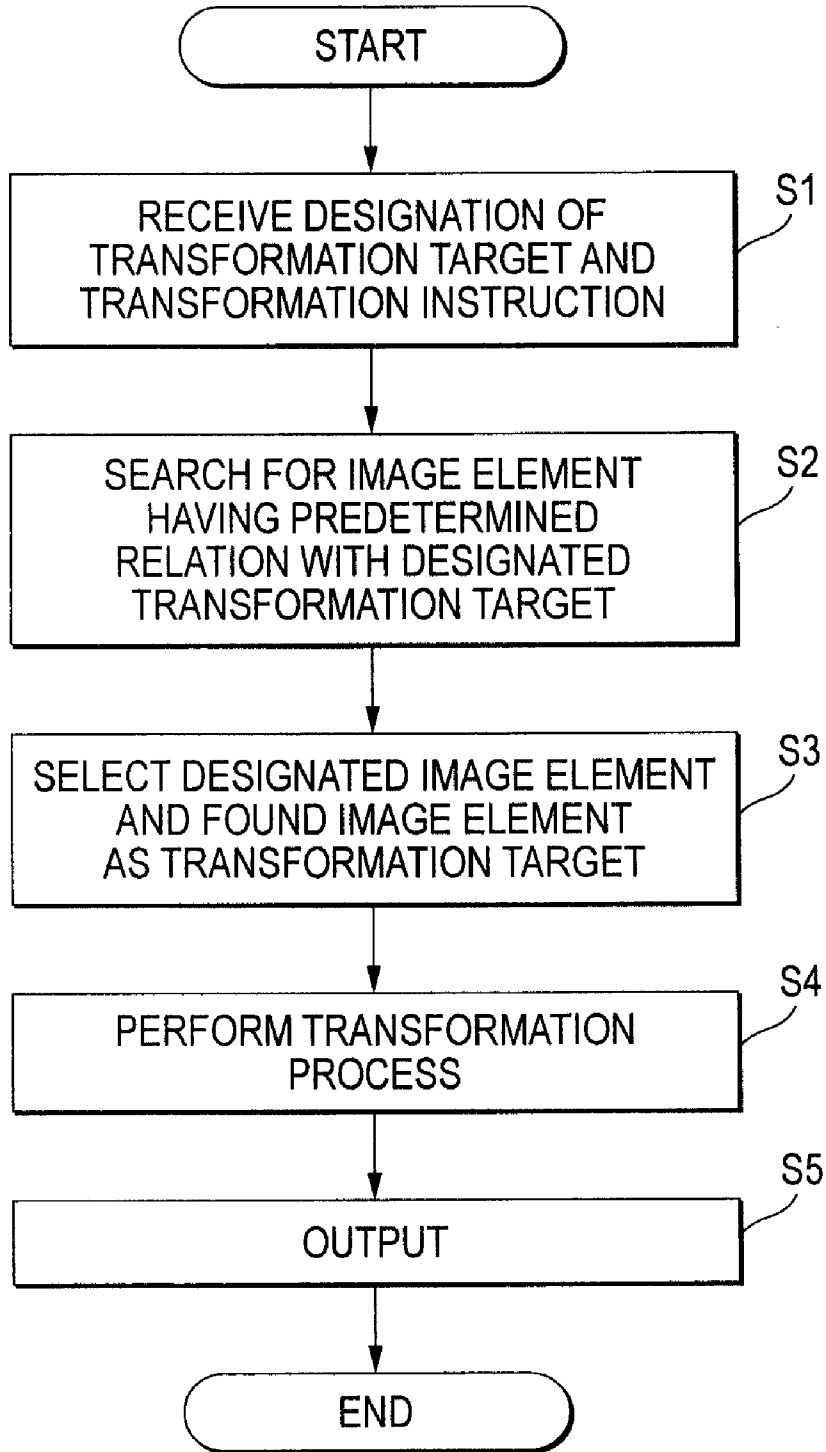 START
S1
RECEIVE DESIGNATION OF
TRANSFORMATION TARGET AND
TRANSFORMATION INSTRUCTION
S2
SEARCH FOR IMAGE ELEMENT
HAVING PREDETERMINED
RELATION WITH DESIGNATED
TRANSFORMATION TARGET
S3
SELECT DESIGNATED IMAGE ELEMENT
AND FOUND IMAGE ELEMENT
AS TRANSFORMATION TARGET
S4
PERFORM TRANSFORMATION
PROCESS
S5
OUTPUT
END